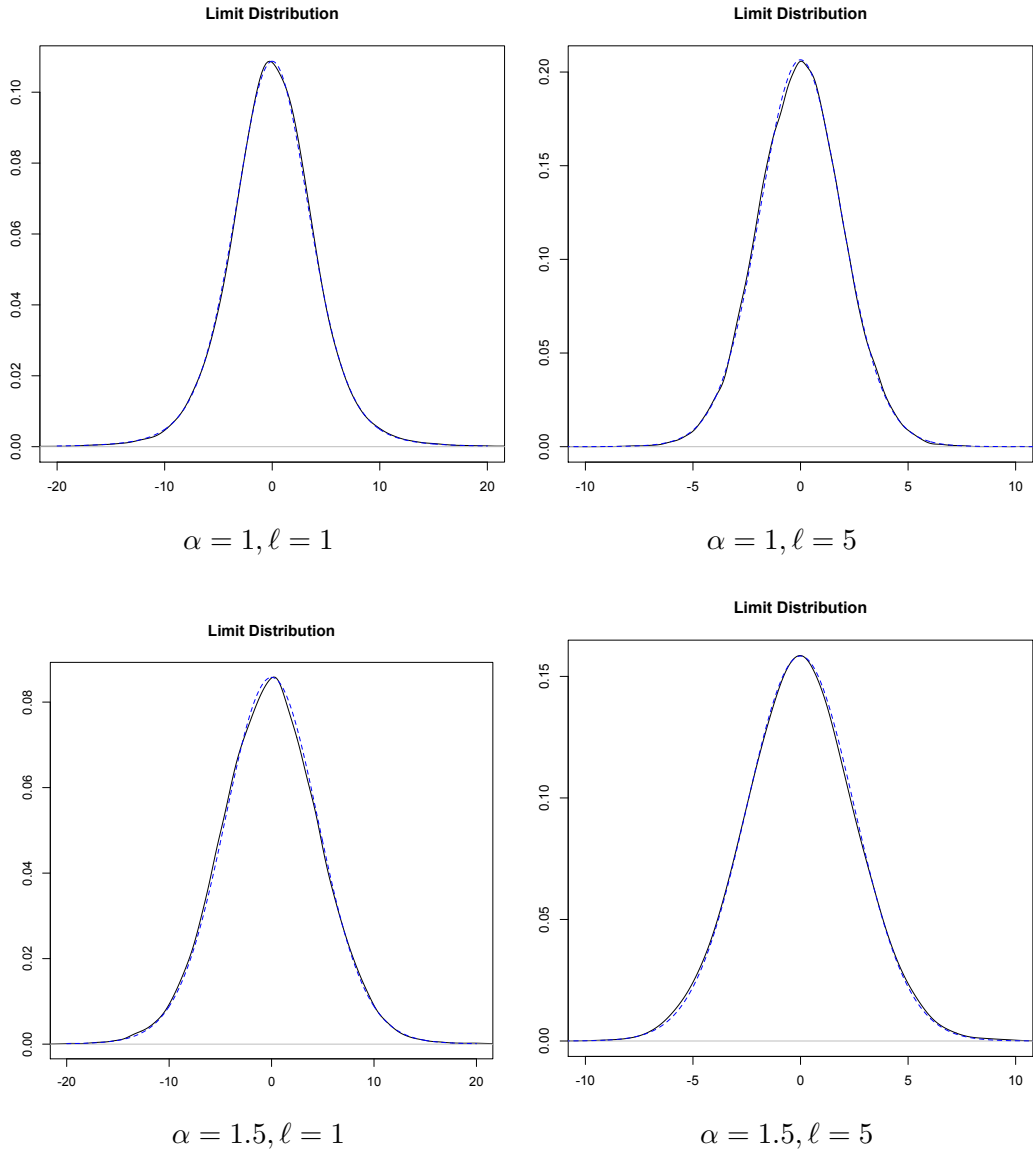 Limit Distribution
0.00 0.02 0.04 0.06 0.08 0.10
-20 -10 0 10 20
α = 1, ℓ = 1
Limit Distribution
0.00 0.05 0.10 0.15 0.20
-10 -5 0 5 10
α = 1, ℓ = 5
Limit Distribution
0.00 0.02 0.04 0.06 0.08
-20 -10 0 10 20
α = 1.5, ℓ = 1
Limit Distribution
0.00 0.05 0.10 0.15
-10 -5 0 5 10
α = 1.5, ℓ = 5